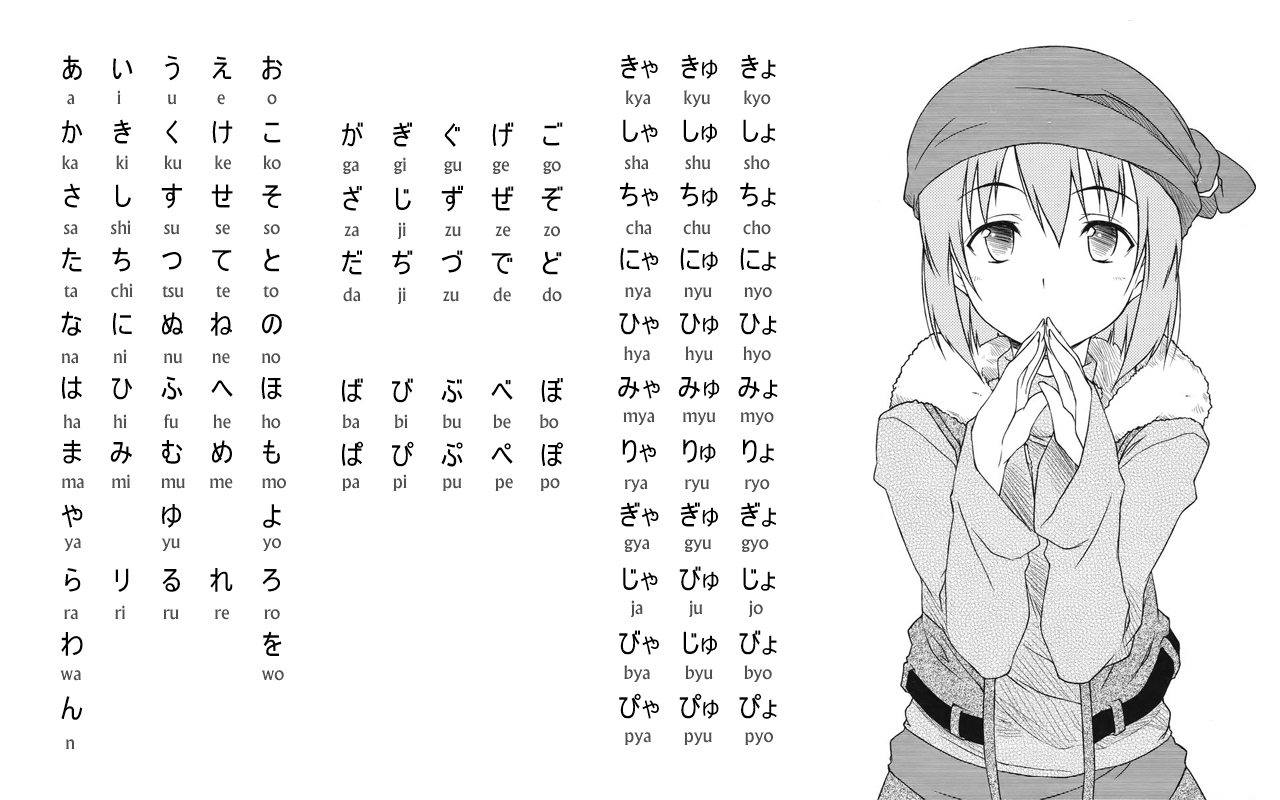 あ い う え お
a i u e o
か き く け こ
ka ki ku ke ko
さ し す せ そ
sa shi su se so
た ち つ て と
ta chi tsu te to
な に ぬ ね の
na ni nu ne no
は ひ ふ へ ほ
ha hi fu he ho
ま み む め も
ma mi mu me mo
や ゆ よ
ya yu yo
ら リ る れ ろ
ra ri ru re ro
わ を
wa wo
ん
n
が ぎ ぐ げ ご
ga gi gu ge go
ざ じ ず ぜ ぞ
za ji zu ze zo
だ ぢ づ で ど
da ji zu de do
ば び ぶ べ ぼ
ba bi bu be bo
ぱ ぴ ぷ ぺ ぽ
pa pi pu pe po
きゃ きゅ きょ
kya kyu kyo
しゃ しゅ しょ
sha shu sho
ちゃ ちゅ ちょ
cha chu cho
にゃ にゅ にょ
nya nyu nyo
ひゃ ひゅ ひょ
hya hyu hyo
みゃ みゅ みょ
mya myu myo
りゃ りゅ りょ
rya ryu ryo
ぎゃ ぎゅ ぎょ
gya gyu gyo
じゃ びゅ じょ
ja ju jo
びゃ じゅ びょ
bya byu byo
ぴゃ ぴゅ ぴょ
pya pyu pyo